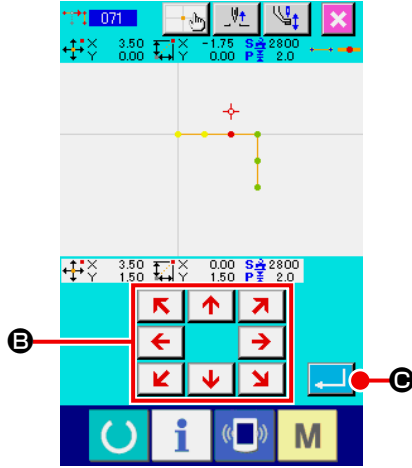 071
X 3.50 X -1.75 S 2800
Y 0.00 Y 0.00 P 2.0
X 3.50 X 0.00 S 2800
Y 1.50 Y 1.50 P 2.0
B
C
i M